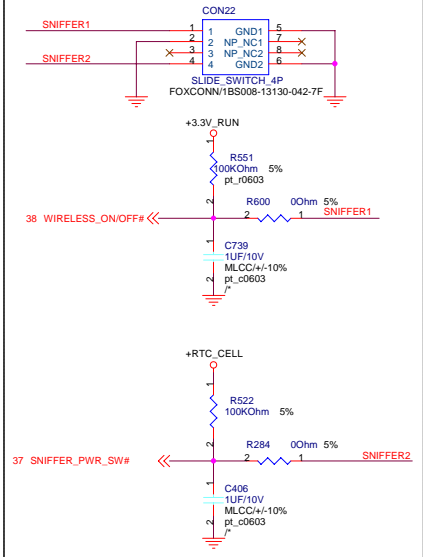 CON22
SNIFFER1 1 1 GND1 5
2 2 NP_NC1 7
3 3 NP_NC2 8
SNIFFER2 4 4 GND2 6
SLIDE_SWITCH_4P
FOXCONN/1BS008-13130-042-7F
+3.3V_RUN
1
R551
100KOhm 5%
pt_r0603
2
R600 0Ohm 5%
38 WIRELESS_ON/OFF# 2 1 SNIFFER1
1
C739
1UF/10V
MLCC/+/-10%
2 pt_c0603
/*
+RTC_CELL
1
R522
100KOhm 5%
2
R284 0Ohm 5%
37 SNIFFER_PWR_SW# 2 1 SNIFFER2
1
C406
1UF/10V
MLCC/+/-10%
2 pt_c0603
/*